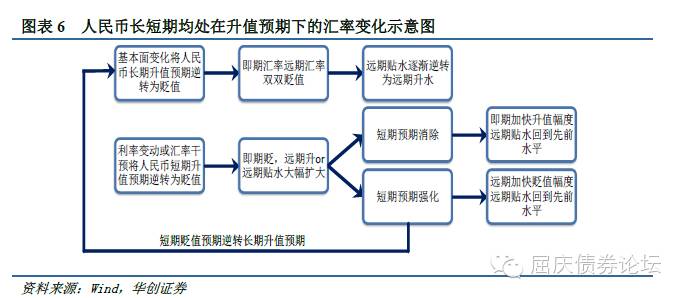 图表 6 人民币长短期均处在升值预期下的汇率变化示意图
基本面变化将人民
币长期升值预期逆
转为贬值
即期汇率远期汇率
双双贬值
远期贴水逐渐逆转
为远期升水
利率变动或汇率干
预将人民币短期升
值预期逆转为贬值
即期贬，远期升or
远期贴水大幅扩大
短期预期消除
即期加快升值幅度
远期贴水回到先前
水平
短期预期强化
远期加快贬值幅度
远期贴水回到先前
水平
短期贬值预期逆转长期升值预期
资料来源：Wind，华创证券
屈庆债券论坛